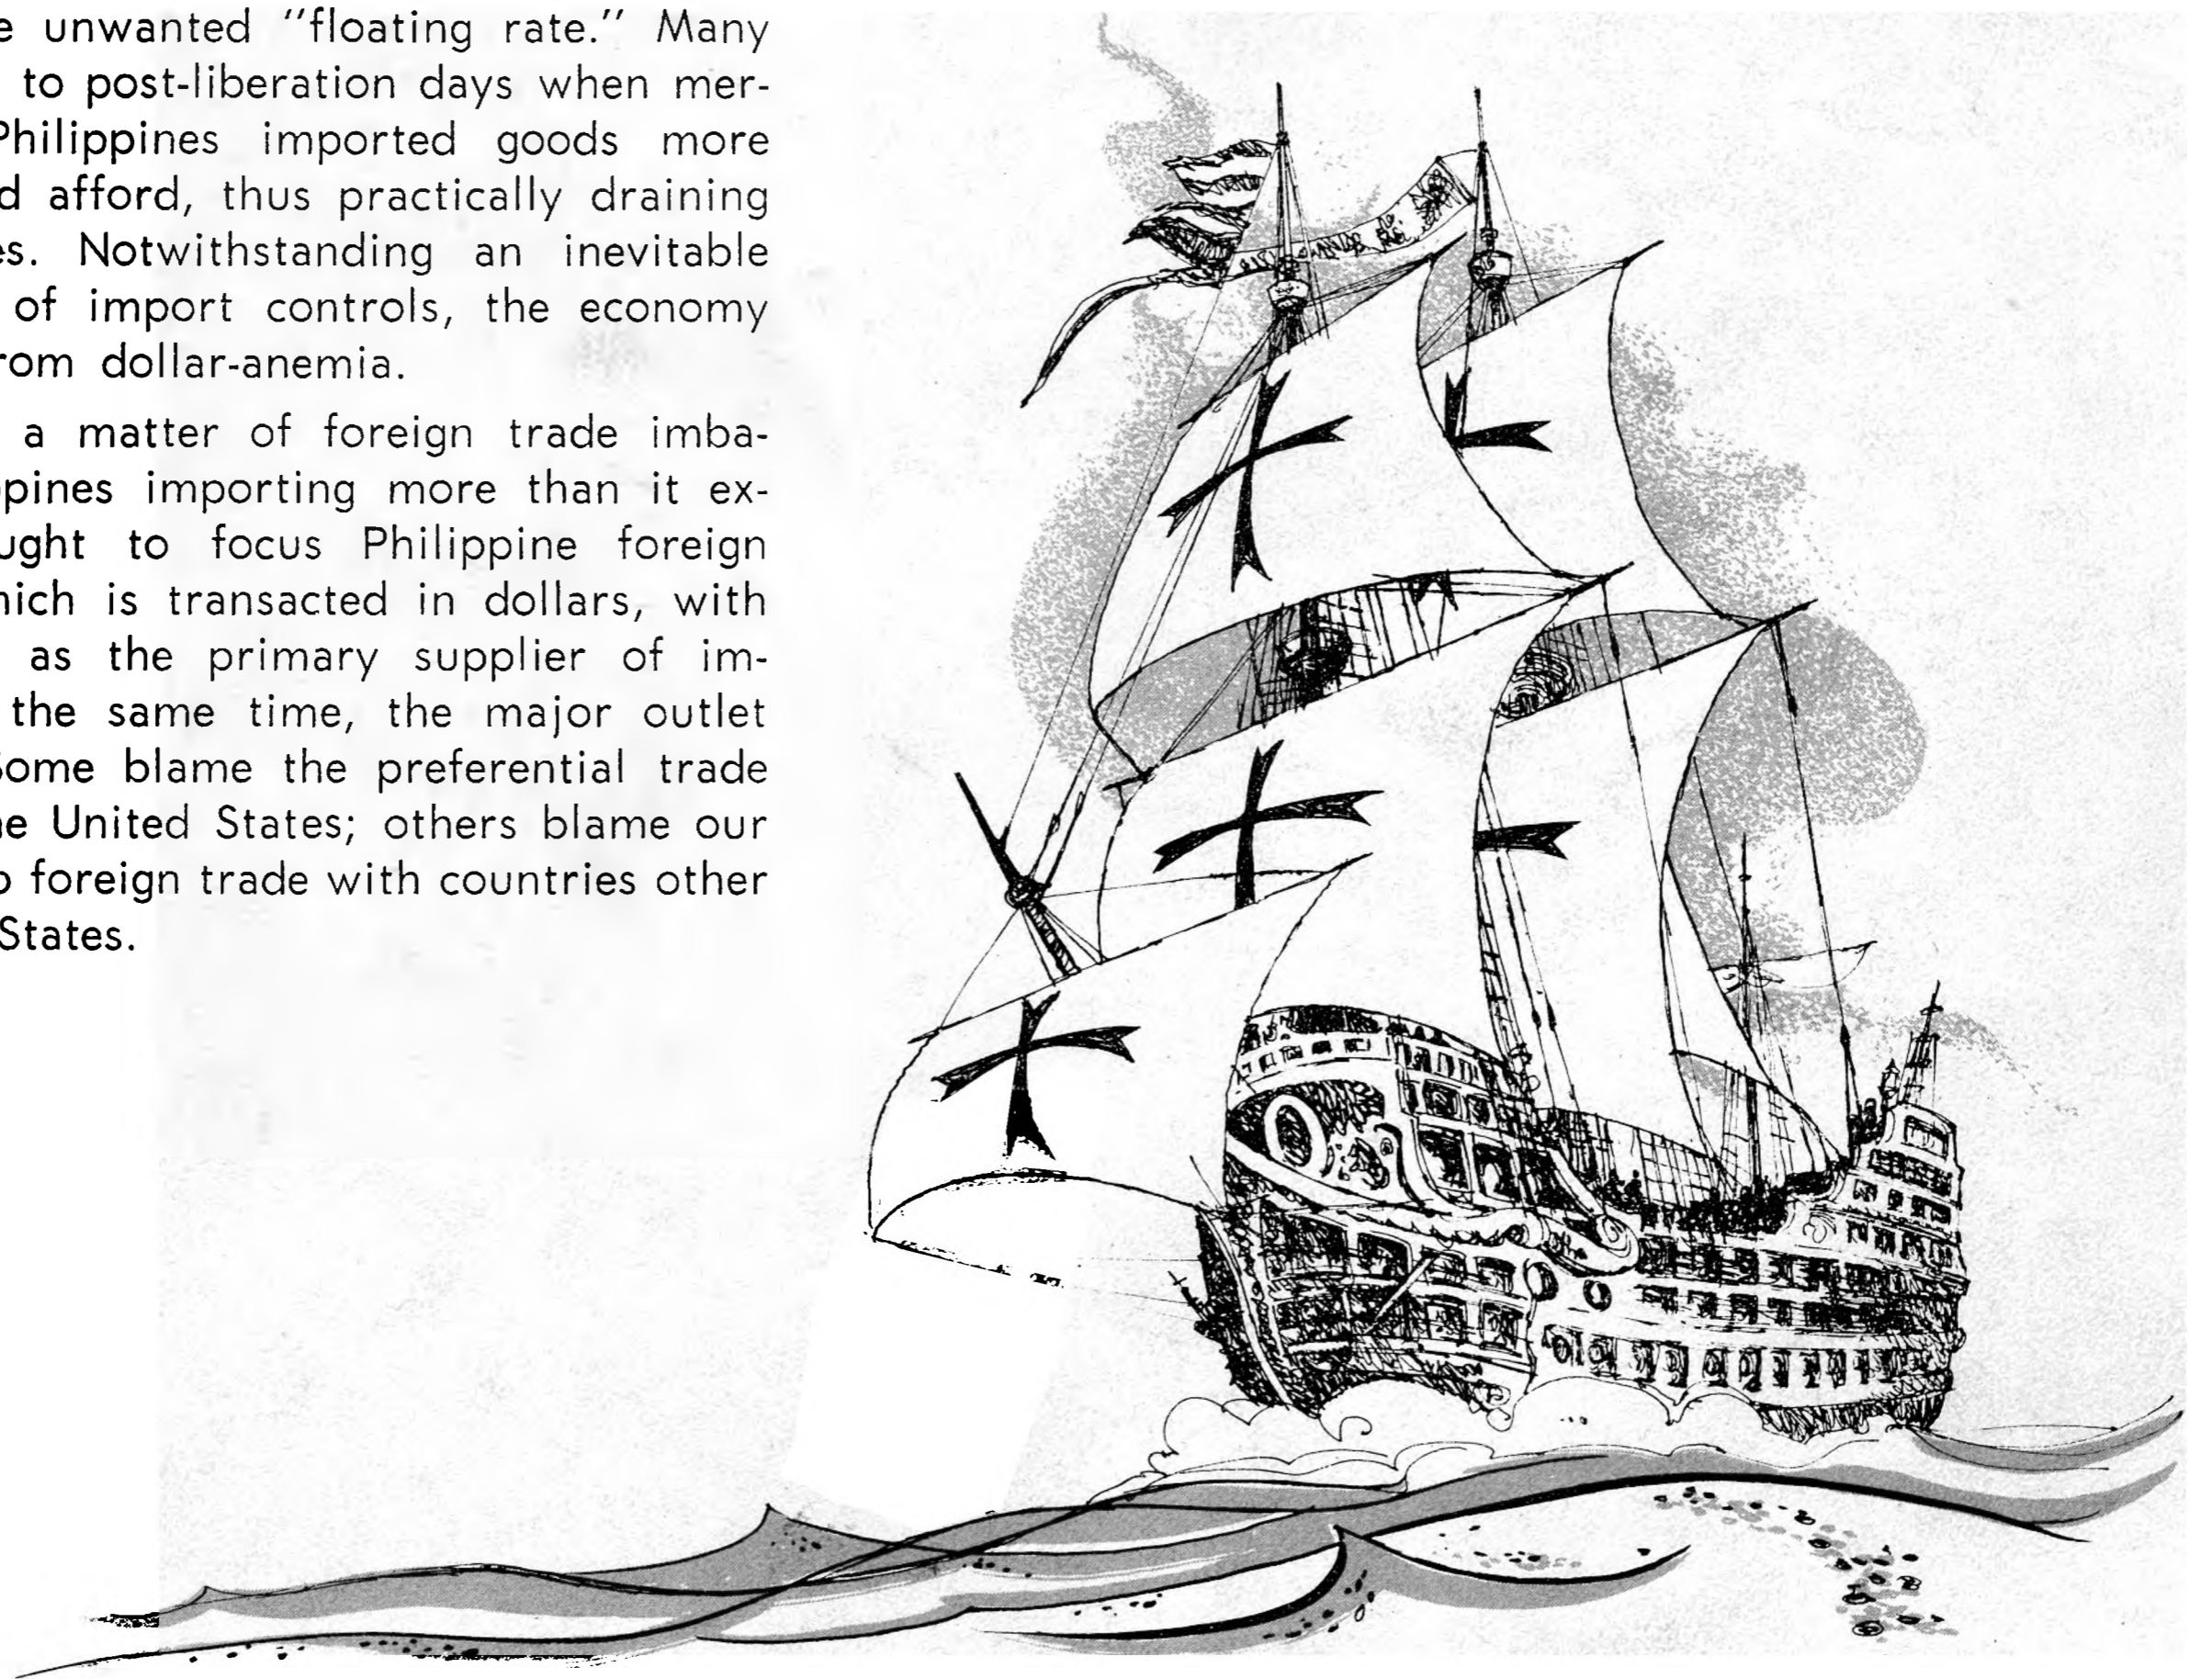 e unwanted "floating rate." Many
to post-liberation days when mer-
Philippines imported goods more
d afford, thus practically draining
es. Notwithstanding an inevitable
of import controls, the economy
rom dollar-anemia.
a matter of foreign trade imba-
ppines importing more than it ex-
ught to focus Philippine foreign
hich is transacted in dollars, with
as the primary supplier of im-
the same time, the major outlet
Some blame the preferential trade
he United States; others blame our
o foreign trade with countries other
States.